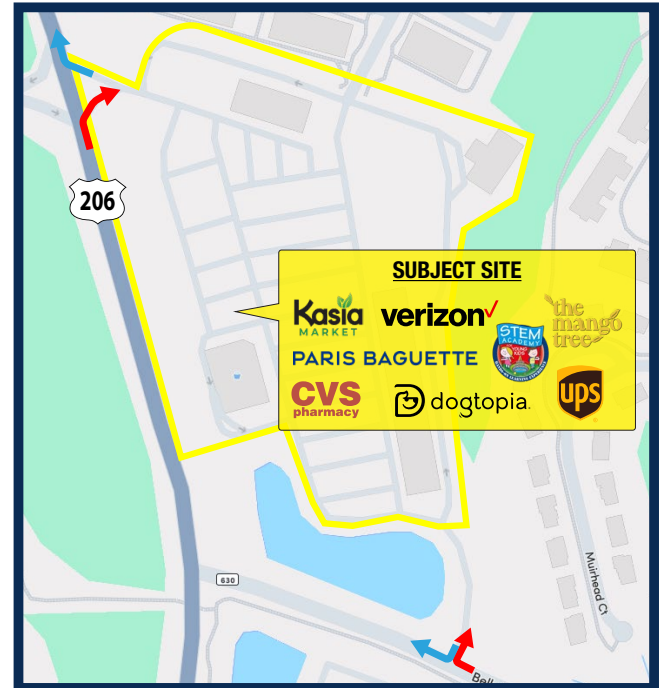 206
SUBJECT SITE
Kasia
MARKET
verizon
the
mango
tree
STEM
ACADEMY
PARIS BAGUETTE
CVS
pharmacy
dogtopia.
ups
630
Muirhead Ct